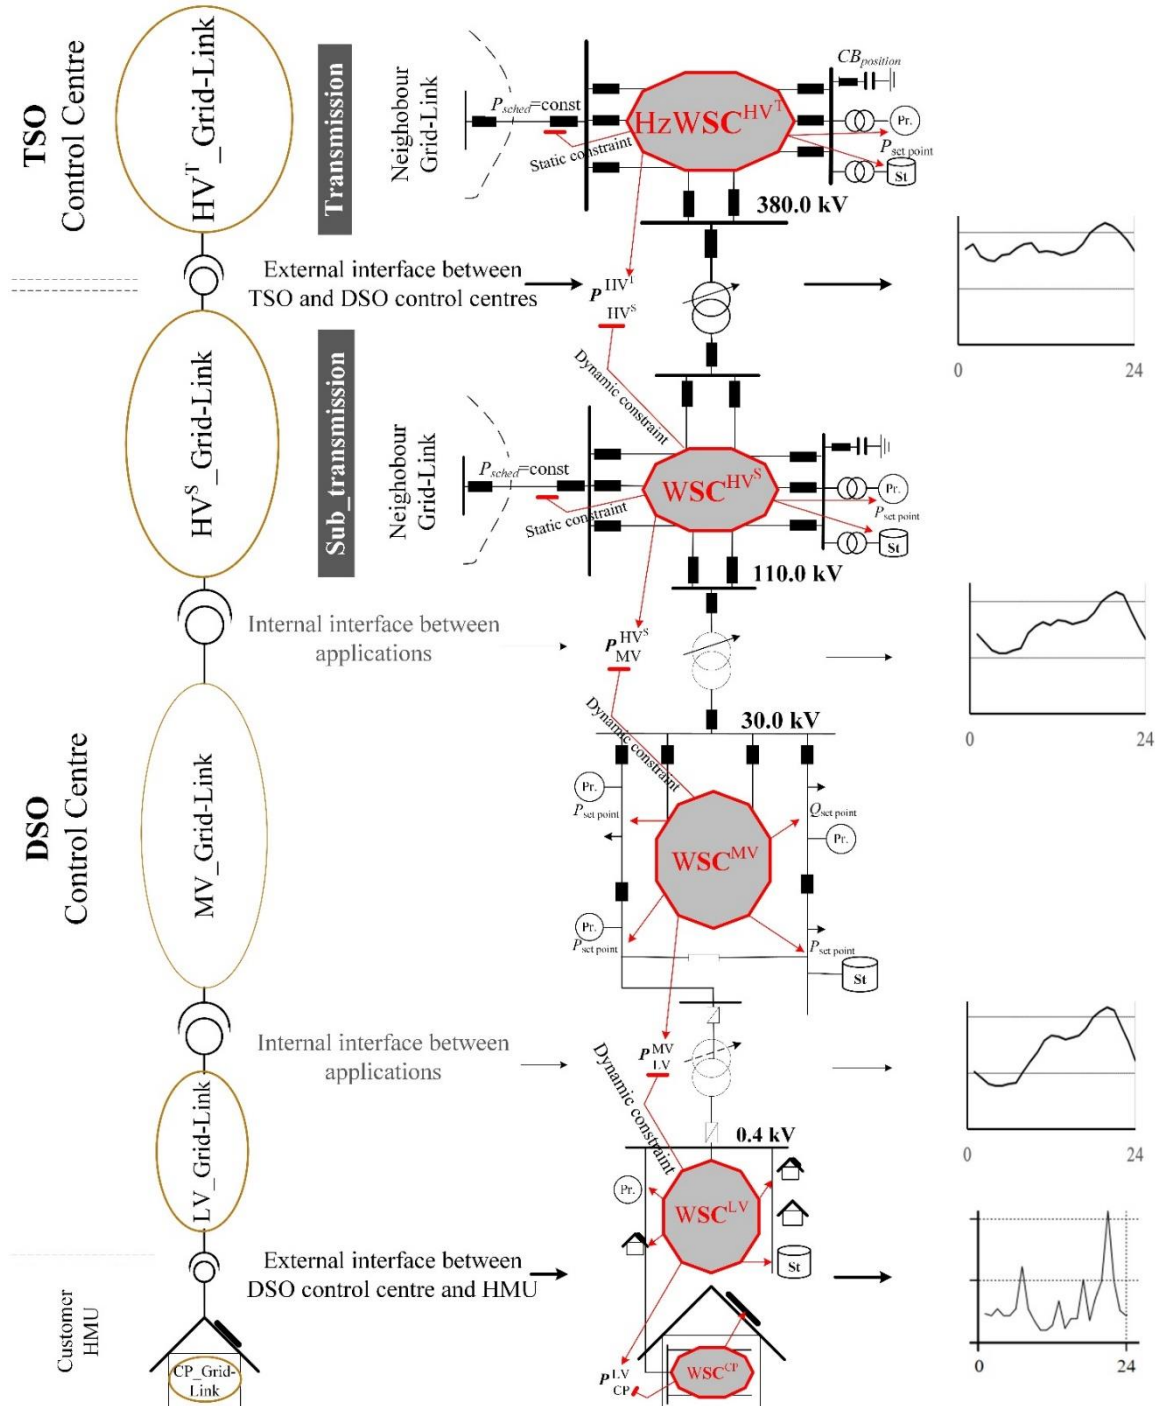 TSO
Control Centre
HV^T_Grid-Link
Transmission
Neighobour
Grid-Link
P_sched=const
Static constraint
HzWSC^HV^T
CB_position
Pr.
P_set point
St
380.0 kV
External interface between
TSO and DSO control centres
P^HV^T
HV^S
0
24
HV^S_Grid-Link
Sub_transmission
Dynamic constraint
Neighobour
Grid-Link
P_sched=const
Static constraint
WSC^HV^S
Pr.
P_set point
St
110.0 kV
Internal interface between
applications
P^HV^S
MV
0
24
DSO
Control Centre
MV_Grid-Link
30.0 kV
Dynamic constraint
Pr.
P_set point
Q_set point
Pr.
WSC^MV
Pr.
P_set point
P_set point
St
Internal interface between
applications
P^MV
LV
0
24
LV_Grid-Link
Dynamic constraint
0.4 kV
Pr.
WSC^LV
St
External interface between
DSO control centre and HMU
0
24
Customer
HMU
CP_Grid-
Link
P^LV
CP
WSC^CP